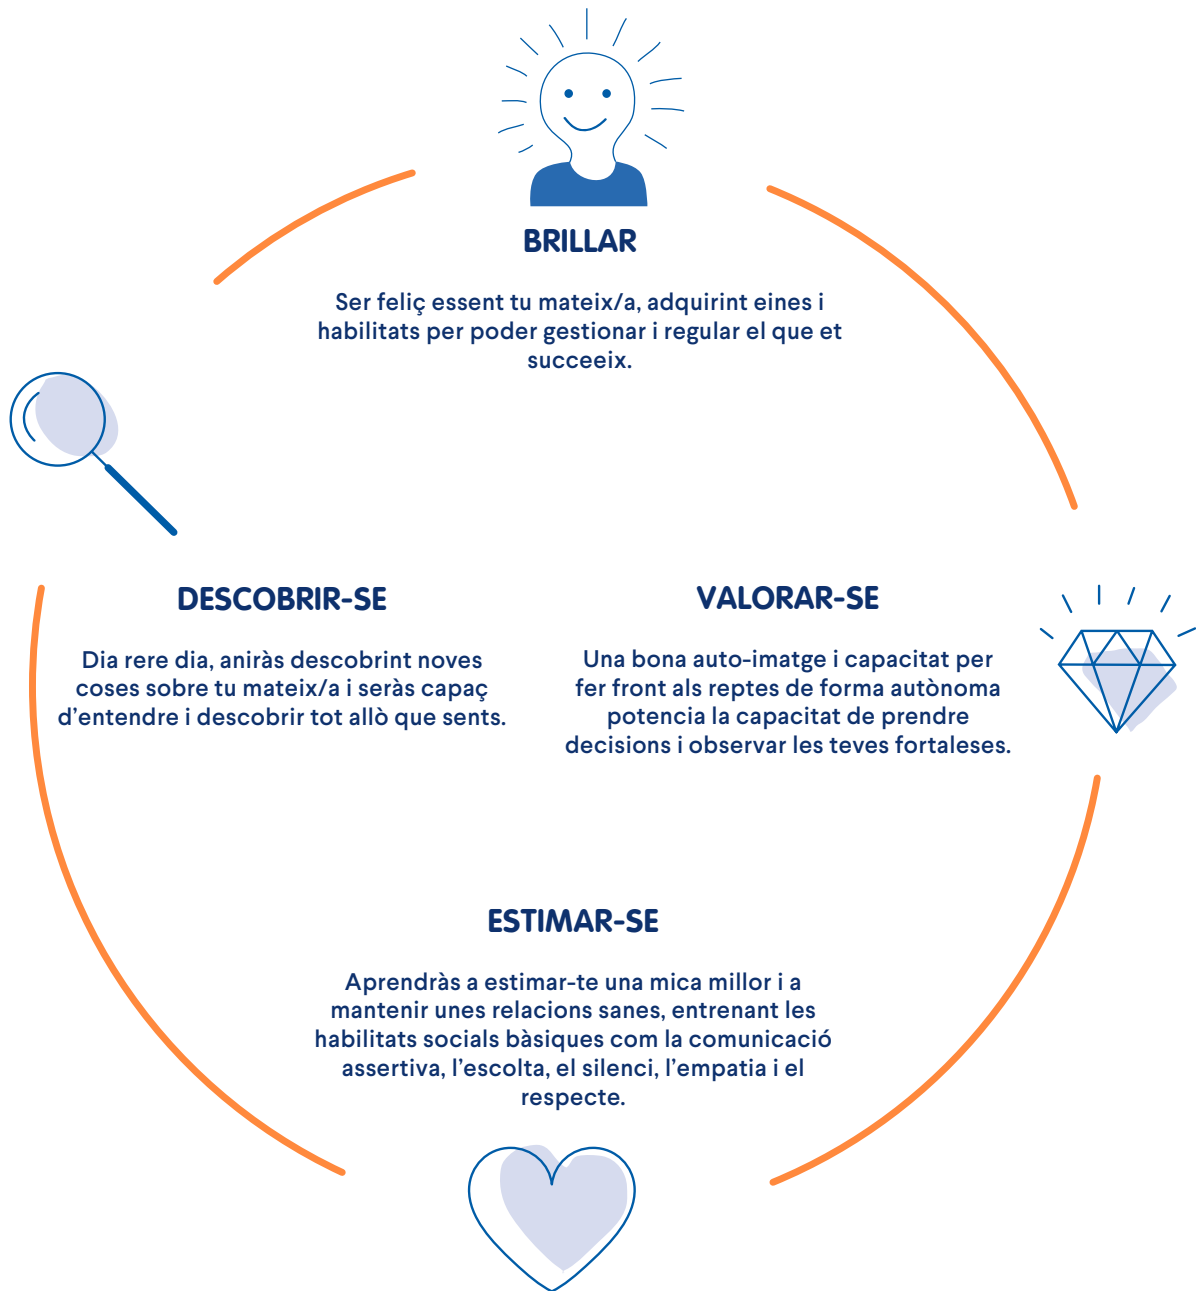 BRILLAR
Ser feliç essent tu mateix/a, adquirint eines i
habilitats per poder gestionar i regular el que et
succeeix.
DESCOBRIR-SE
Dia rere dia, aniràs descobrint noves
coses sobre tu mateix/a i seràs capaç
d’entendre i descobrir tot allò que sents.
VALORAR-SE
Una bona auto-imatge i capacitat per
fer front als reptes de forma autònoma
potencia la capacitat de prendre
decisions i observar les teves fortaleses.
ESTIMAR-SE
Aprendràs a estimar-te una mica millor i a
mantenir unes relacions sanes, entrenant les
habilitats socials bàsiques com la comunicació
assertiva, l’escolta, el silenci, l’empatia i el
respecte.